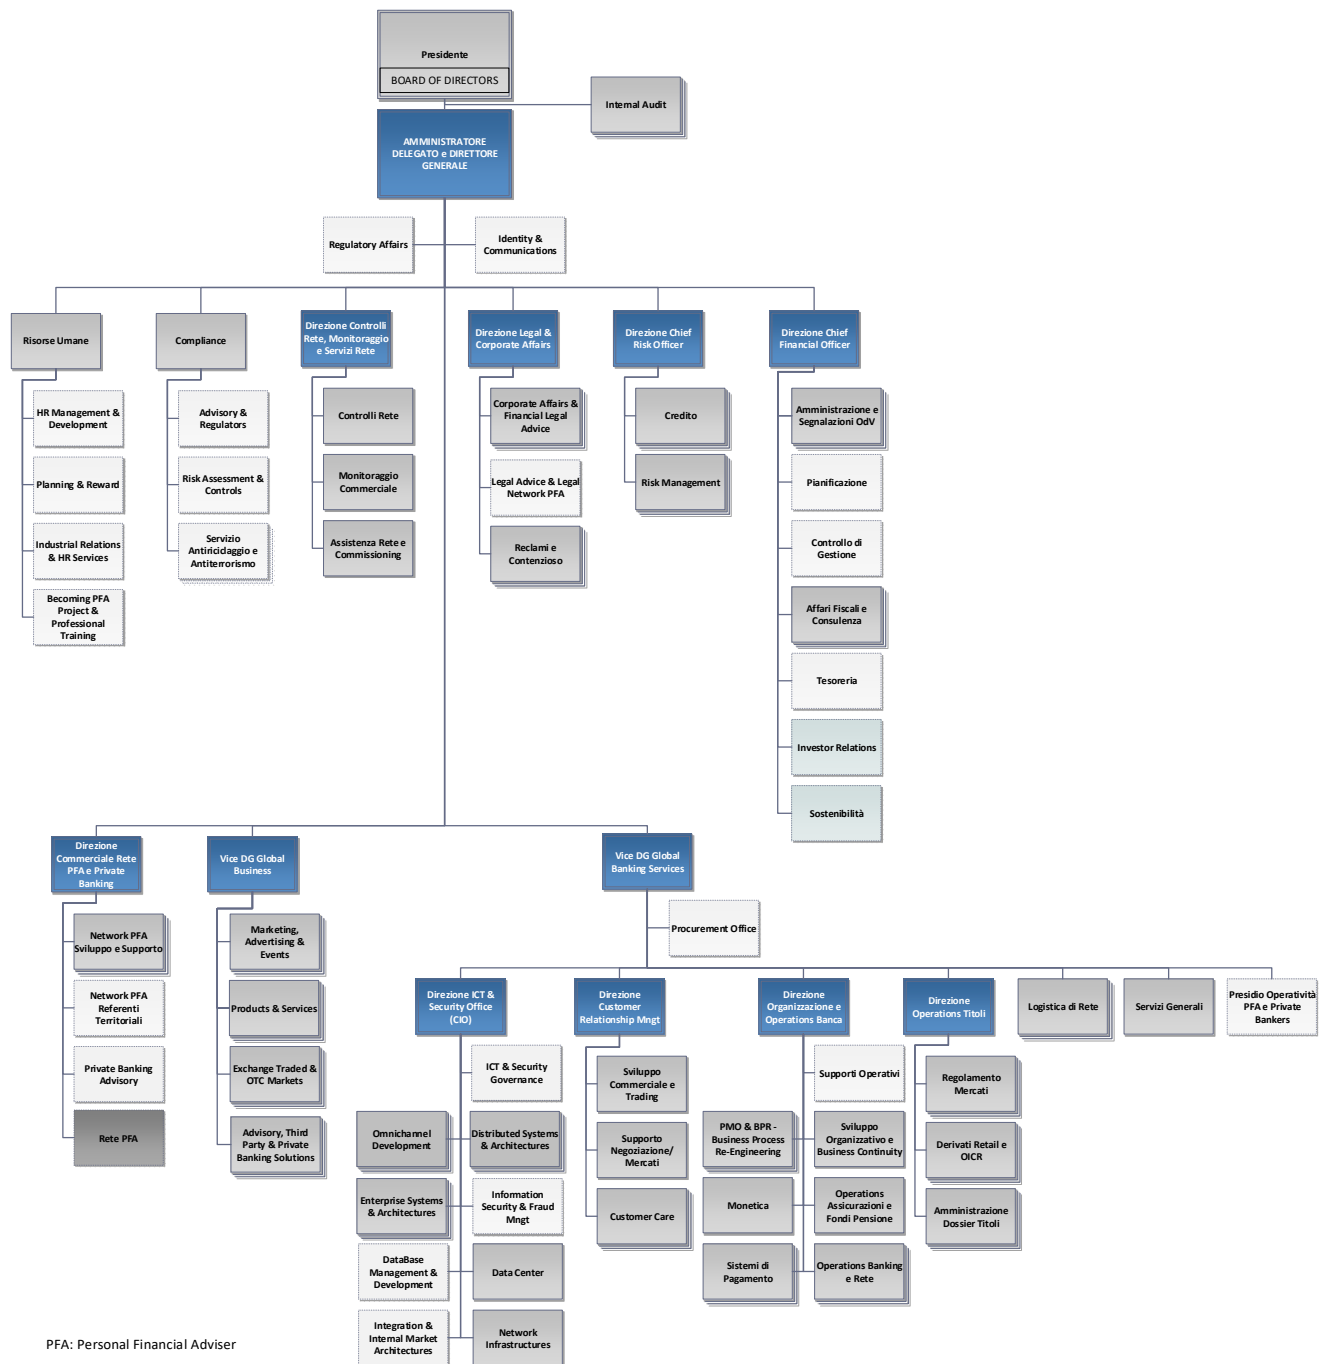 Presidente
BOARD OF DIRECTORS
Internal Audit
AMMINISTRATORE
DELEGATO e DIRETTORE
GENERALE
Regulatory Affairs
Identity &
Communications
Risorse Umane
Compliance
Direzione Controlli
Rete, Monitoraggio
e Servizi Rete
Direzione Legal &
Corporate Affairs
Direzione Chief
Risk Officer
Direzione Chief
Financial Officer
HR Management &
Development
Planning & Reward
Industrial Relations
& HR Services
Becoming PFA
Project &
Professional
Training
Advisory &
Regulators
Risk Assessment &
Controls
Servizio
Antiriciclaggio e
Antiterrorismo
Controlli Rete
Monitoraggio
Commerciale
Assistenza Rete e
Commissioning
Corporate Affairs &
Financial Legal
Advice
Legal Advice & Legal
Network PFA
Reclami e
Contenzioso
Credito
Risk Management
Amministrazione e
Segnalazioni OdV
Pianificazione
Controllo di
Gestione
Affari Fiscali e
Consulenza
Tesoreria
Investor Relations
Sostenibilità
Direzione
Commerciale Rete
PFA e Private
Banking
Vice DG Global
Business
Vice DG Global
Banking Services
Network PFA
Sviluppo e Supporto
Network PFA
Referenti
Territoriali
Private Banking
Advisory
Rete PFA
Marketing,
Advertising &
Events
Products & Services
Exchange Traded &
OTC Markets
Advisory, Third
Party & Private
Banking Solutions
Procurement Office
Direzione ICT &
Security Office
(CIO)
Direzione
Customer
Relationship Mngt
Direzione
Organizzazione e
Operations Banca
Direzione
Operations Titoli
Logistica di Rete
Servizi Generali
Presidio Operatività
PFA e Private
Bankers
ICT & Security
Governance
Omnichannel
Development
Distributed Systems
& Architectures
Enterprise Systems
& Architectures
Information
Security & Fraud
Mngt
DataBase
Management &
Development
Data Center
Integration &
Internal Market
Architectures
Network
Infrastructures
Sviluppo
Commerciale e
Trading
Supporto
Negoziazione/
Mercati
Customer Care
Supporti Operativi
PMO & BPR -
Business Process
Re-Engineering
Sviluppo
Organizzativo e
Business Continuity
Monetica
Operations
Assicurazioni e
Fondi Pensione
Sistemi di
Pagamento
Operations Banking
e Rete
Regolamento
Mercati
Derivati Retail e
OICR
Amministrazione
Dossier Titoli
PFA: Personal Financial Adviser